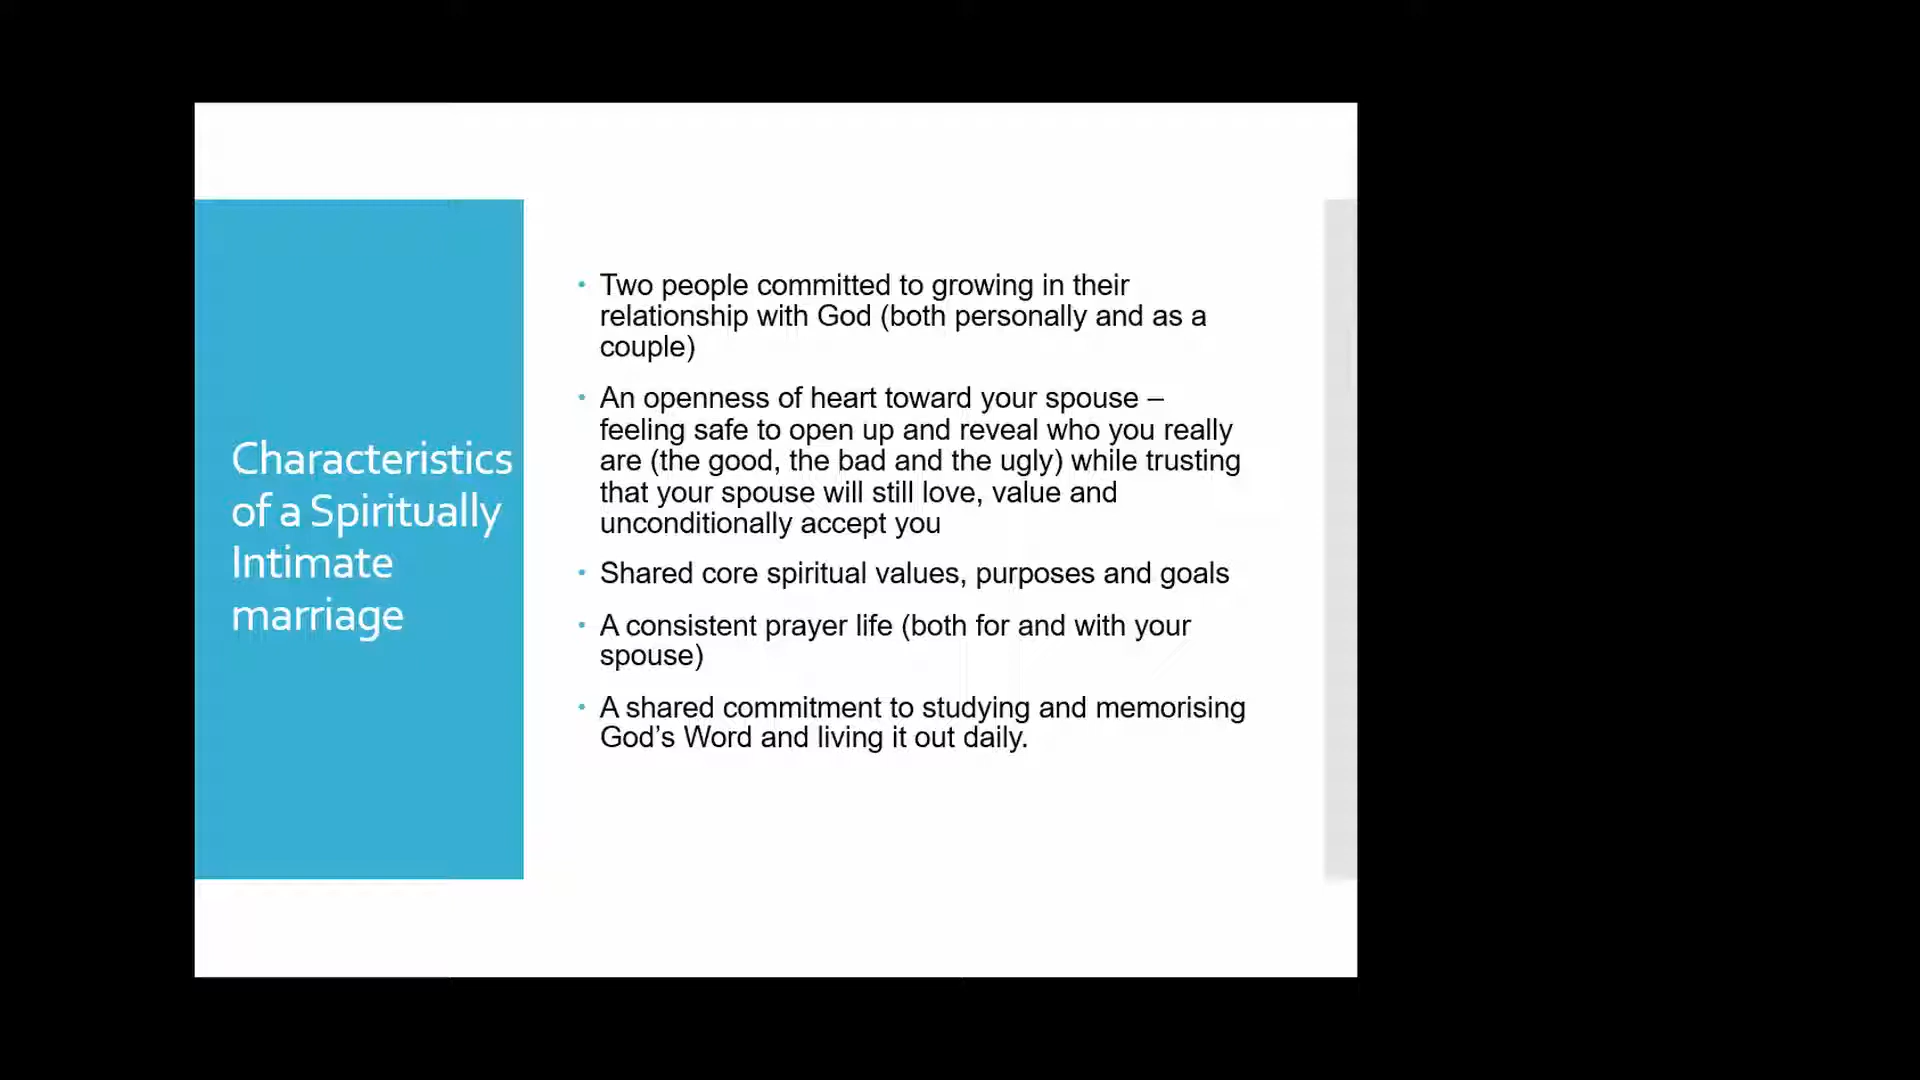 Characteristics
of a Spiritually
Intimate
marriage
• Two people committed to growing in their
relationship with God (both personally and as a
couple)
• An openness of heart toward your spouse –
feeling safe to open up and reveal who you really
are (the good, the bad and the ugly) while trusting
that your spouse will still love, value and
unconditionally accept you
• Shared core spiritual values, purposes and goals
• A consistent prayer life (both for and with your
spouse)
• A shared commitment to studying and memorising
God’s Word and living it out daily.